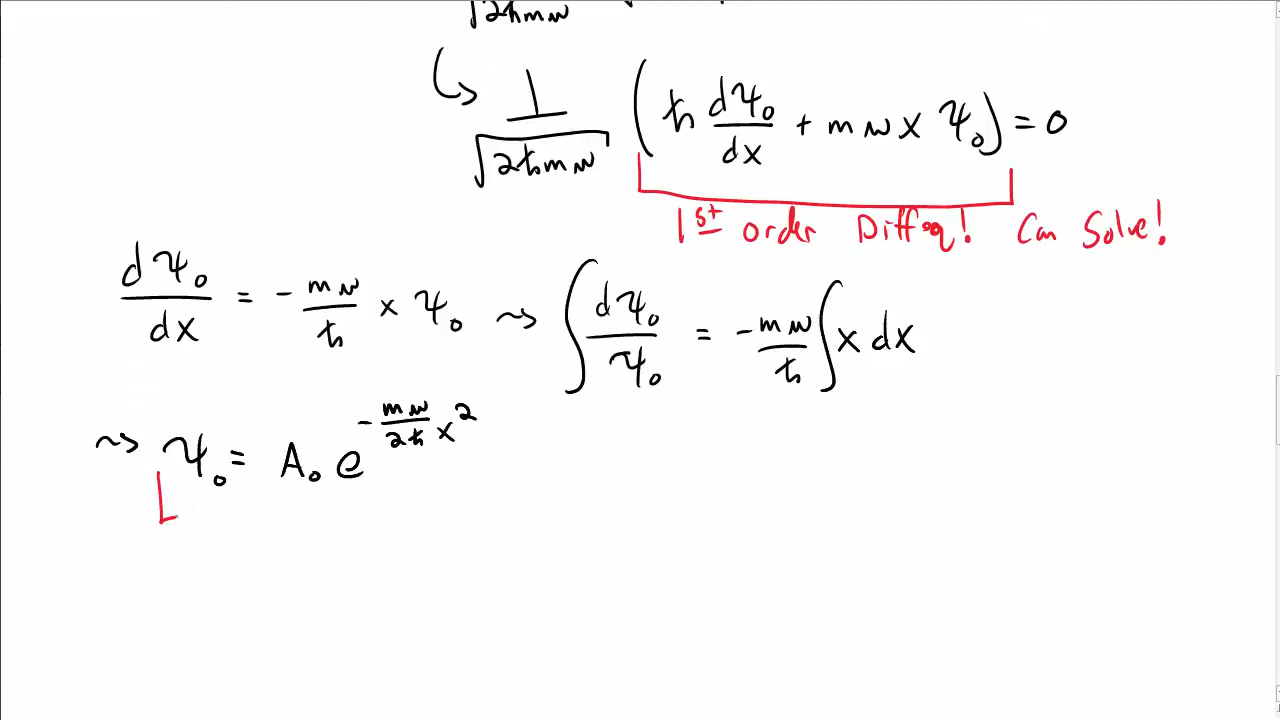 √2ħmω
↪ 1/√2ħmω (ħ dψ₀/dx + mωx ψ₀) = 0
1st order Diffeq! Can Solve!
dψ₀/dx = - mω/ħ x ψ₀ ⇝ ∫ dψ₀/ψ₀ = - mω/ħ ∫ x dx
⇝ ψ₀ = A₀ e^(- mω/2ħ x²)